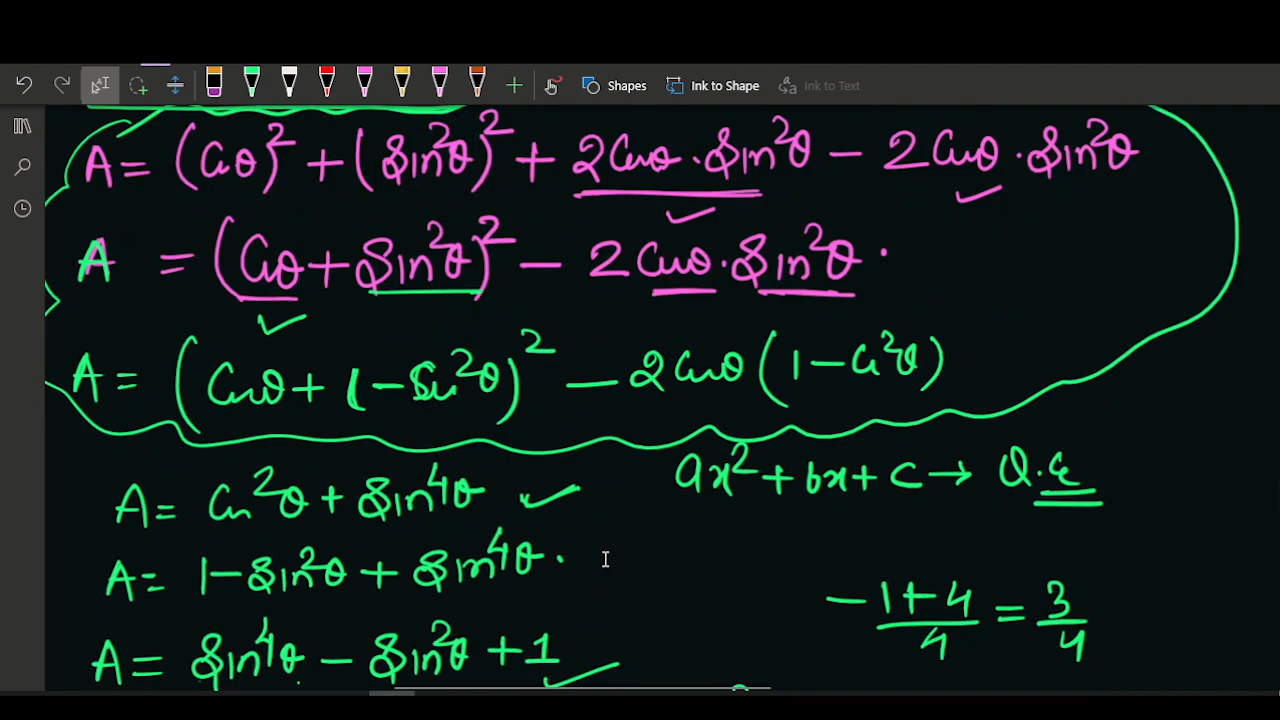 Shapes Ink to Shape Ink to Text
A = (Cosθ)² + (Sin²θ)² + 2Cosθ·Sin²θ − 2Cosθ·Sin²θ
A = (Cosθ + Sin²θ)² − 2Cosθ·Sin²θ·
A = (Cosθ + 1 − Cos²θ)² − 2Cosθ(1 − Cos²θ)
ax² + bx + c → Q.E
A = Cos²θ + Sin⁴θ
A = 1 − Sin²θ + Sin⁴θ·
−1+4/4 = 3/4
A = Sin⁴θ − Sin²θ + 1